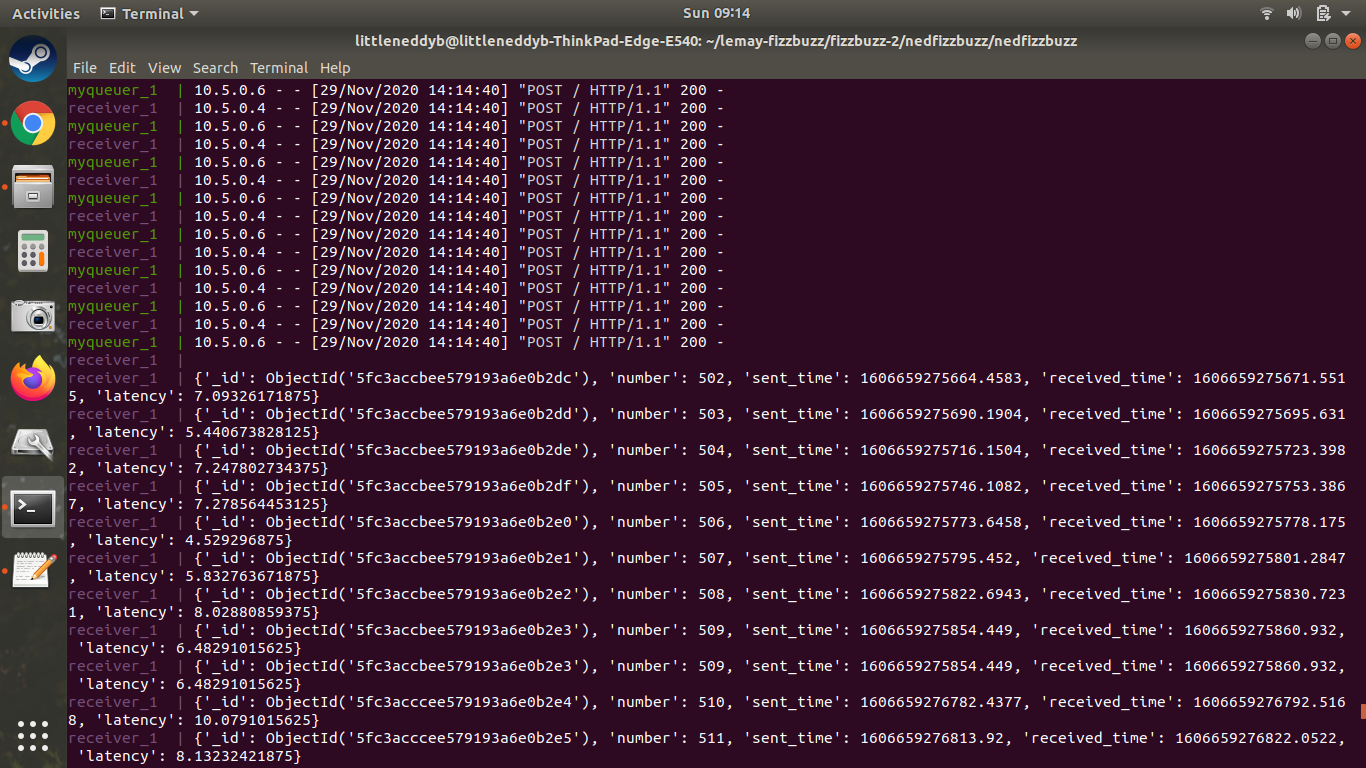 Activities Terminal Sun 09:14
littleneddyb@littleneddyb-ThinkPad-Edge-E540: ~/lemay-fizzbuzz/fizzbuzz-2/nedfizzbuzz/nedfizzbuzz
File Edit View Search Terminal Help
myqueuer_1  | 10.5.0.6 - - [29/Nov/2020 14:14:40] "POST / HTTP/1.1" 200 -
receiver_1  | 10.5.0.4 - - [29/Nov/2020 14:14:40] "POST / HTTP/1.1" 200 -
myqueuer_1  | 10.5.0.6 - - [29/Nov/2020 14:14:40] "POST / HTTP/1.1" 200 -
receiver_1  | 10.5.0.4 - - [29/Nov/2020 14:14:40] "POST / HTTP/1.1" 200 -
myqueuer_1  | 10.5.0.6 - - [29/Nov/2020 14:14:40] "POST / HTTP/1.1" 200 -
receiver_1  | 10.5.0.4 - - [29/Nov/2020 14:14:40] "POST / HTTP/1.1" 200 -
myqueuer_1  | 10.5.0.6 - - [29/Nov/2020 14:14:40] "POST / HTTP/1.1" 200 -
receiver_1  | 10.5.0.4 - - [29/Nov/2020 14:14:40] "POST / HTTP/1.1" 200 -
myqueuer_1  | 10.5.0.6 - - [29/Nov/2020 14:14:40] "POST / HTTP/1.1" 200 -
receiver_1  | 10.5.0.4 - - [29/Nov/2020 14:14:40] "POST / HTTP/1.1" 200 -
myqueuer_1  | 10.5.0.6 - - [29/Nov/2020 14:14:40] "POST / HTTP/1.1" 200 -
receiver_1  | 10.5.0.4 - - [29/Nov/2020 14:14:40] "POST / HTTP/1.1" 200 -
myqueuer_1  | 10.5.0.6 - - [29/Nov/2020 14:14:40] "POST / HTTP/1.1" 200 -
receiver_1  | 10.5.0.4 - - [29/Nov/2020 14:14:40] "POST / HTTP/1.1" 200 -
myqueuer_1  | 10.5.0.6 - - [29/Nov/2020 14:14:40] "POST / HTTP/1.1" 200 -
receiver_1  |
receiver_1  | {'_id': ObjectId('5fc3accbee579193a6e0b2dc'), 'number': 502, 'sent_time': 1606659275664.4583, 'received_time': 1606659275671.551
5, 'latency': 7.09326171875}
receiver_1  | {'_id': ObjectId('5fc3accbee579193a6e0b2dd'), 'number': 503, 'sent_time': 1606659275690.1904, 'received_time': 1606659275695.631
, 'latency': 5.440673828125}
receiver_1  | {'_id': ObjectId('5fc3accbee579193a6e0b2de'), 'number': 504, 'sent_time': 1606659275716.1504, 'received_time': 1606659275723.398
2, 'latency': 7.247802734375}
receiver_1  | {'_id': ObjectId('5fc3accbee579193a6e0b2df'), 'number': 505, 'sent_time': 1606659275746.1082, 'received_time': 1606659275753.386
7, 'latency': 7.278564453125}
receiver_1  | {'_id': ObjectId('5fc3accbee579193a6e0b2e0'), 'number': 506, 'sent_time': 1606659275773.6458, 'received_time': 1606659275778.175
, 'latency': 4.529296875}
receiver_1  | {'_id': ObjectId('5fc3accbee579193a6e0b2e1'), 'number': 507, 'sent_time': 1606659275795.452, 'received_time': 1606659275801.2847
, 'latency': 5.832763671875}
receiver_1  | {'_id': ObjectId('5fc3accbee579193a6e0b2e2'), 'number': 508, 'sent_time': 1606659275822.6943, 'received_time': 1606659275830.723
1, 'latency': 8.02880859375}
receiver_1  | {'_id': ObjectId('5fc3accbee579193a6e0b2e3'), 'number': 509, 'sent_time': 1606659275854.449, 'received_time': 1606659275860.932,
 'latency': 6.48291015625}
receiver_1  | {'_id': ObjectId('5fc3accbee579193a6e0b2e3'), 'number': 509, 'sent_time': 1606659275854.449, 'received_time': 1606659275860.932,
 'latency': 6.48291015625}
receiver_1  | {'_id': ObjectId('5fc3acccee579193a6e0b2e4'), 'number': 510, 'sent_time': 1606659276782.4377, 'received_time': 1606659276792.516
8, 'latency': 10.0791015625}
receiver_1  | {'_id': ObjectId('5fc3acccee579193a6e0b2e5'), 'number': 511, 'sent_time': 1606659276813.92, 'received_time': 1606659276822.0522,
 'latency': 8.13232421875}